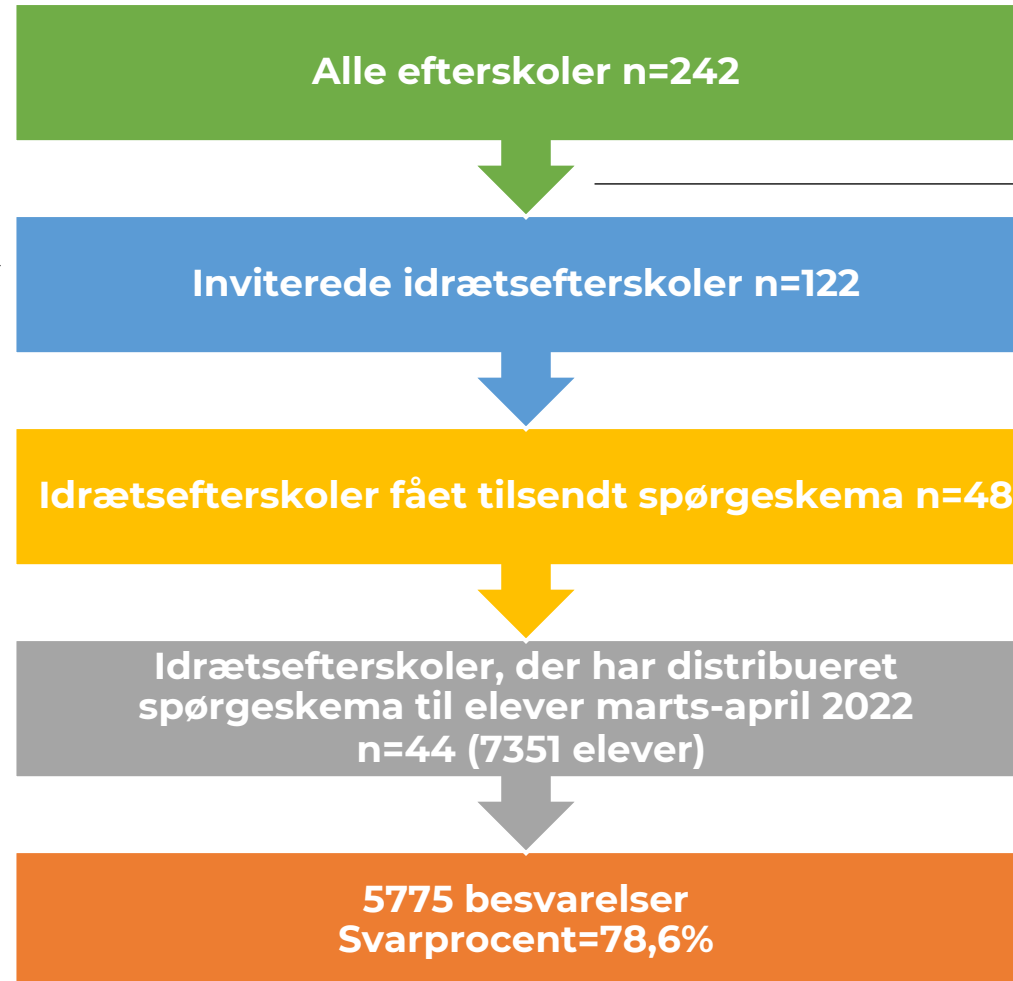 Alle efterskoler n=242
Inviterede idrætsefterskoler n=122
Idrætsefterskoler fået tilsendt spørgeskema n=48
Idrætsefterskoler, der har distribueret
spørgeskema til elever marts-april 2022
n=44 (7351 elever)
5775 besvarelser
Svarprocent=78,6%